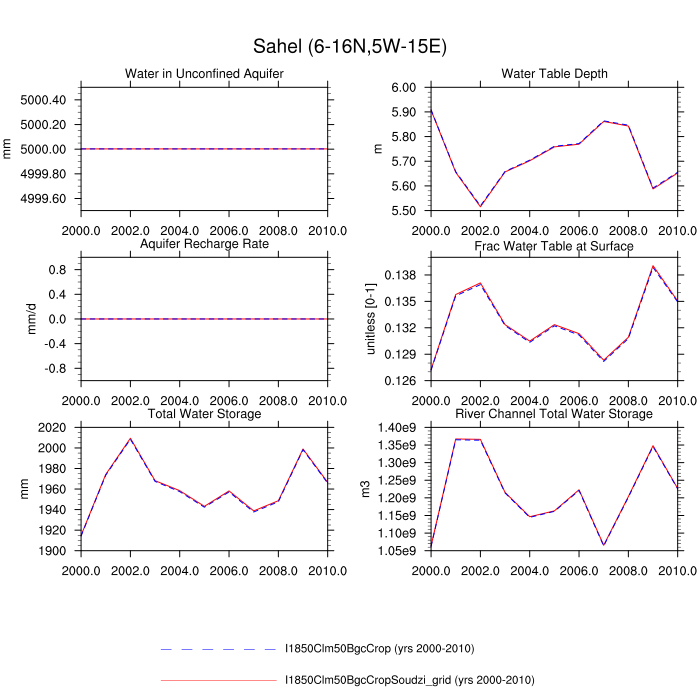 Sahel (6-16N,5W-15E)
Water in Unconfined Aquifer
5000.40
5000.20
5000.00
4999.80
4999.60
mm
2000.0 2002.0 2004.0 2006.0 2008.0 2010.0
Water Table Depth
6.00
5.90
5.80
5.70
5.60
5.50
m
2000.0 2002.0 2004.0 2006.0 2008.0 2010.0
Aquifer Recharge Rate
0.8
0.4
0.0
-0.4
-0.8
mm/d
2000.0 2002.0 2004.0 2006.0 2008.0 2010.0
Frac Water Table at Surface
0.138
0.135
0.132
0.129
0.126
unitless [0-1]
2000.0 2002.0 2004.0 2006.0 2008.0 2010.0
Total Water Storage
2020
2000
1980
1960
1940
1920
1900
mm
2000.0 2002.0 2004.0 2006.0 2008.0 2010.0
River Channel Total Water Storage
1.40e9
1.35e9
1.30e9
1.25e9
1.20e9
1.15e9
1.10e9
1.05e9
m3
2000.0 2002.0 2004.0 2006.0 2008.0 2010.0
I1850Clm50BgcCrop (yrs 2000-2010)
I1850Clm50BgcCropSoudzi_grid (yrs 2000-2010)